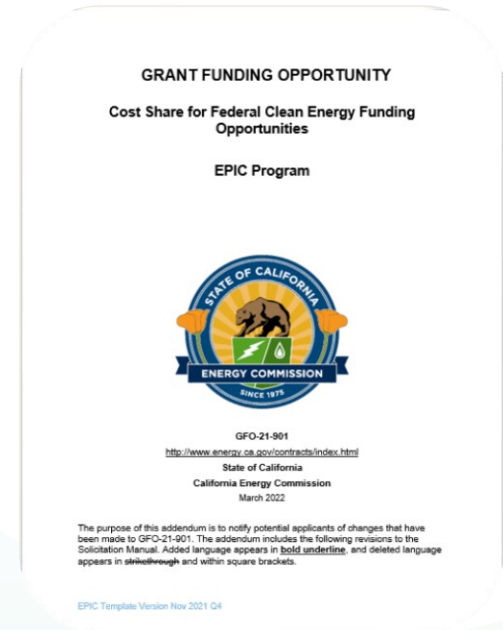 GRANT FUNDING OPPORTUNITY
Cost Share for Federal Clean Energy Funding
Opportunities
EPIC Program
STATE OF CALIFORNIA
ENERGY COMMISSION
SINCE 1975
GFO-21-901
http://www.energy.ca.gov/contracts/index.html
State of California
California Energy Commission
March 2022
The purpose of this addendum is to notify potential applicants of changes that have
been made to GFO-21-901. The addendum includes the following revisions to the
Solicitation Manual. Added language appears in bold underline, and deleted language
appears in strikethrough and within square brackets.
EPIC Template Version Nov 2021 Q4